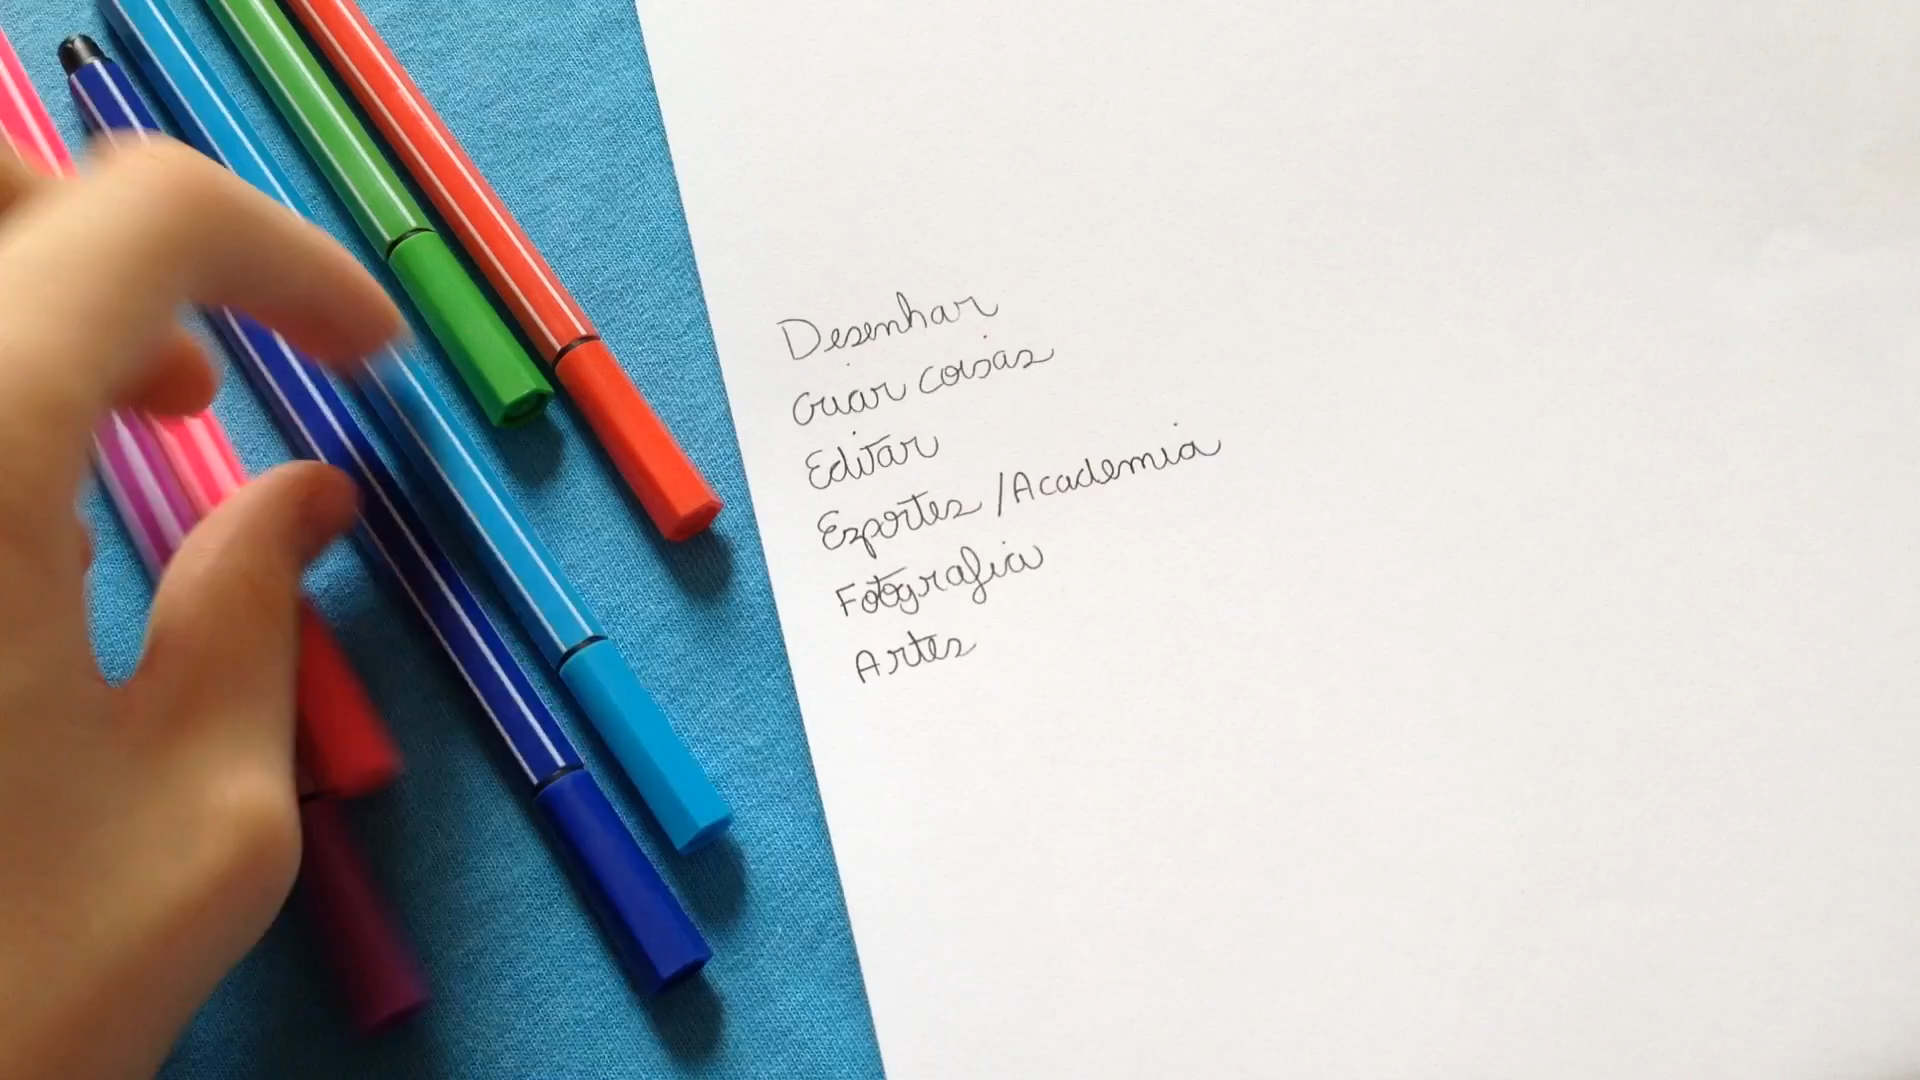 Desenhar
criar coisas
Editar
Esportes /Academia
Fotografia
Artes